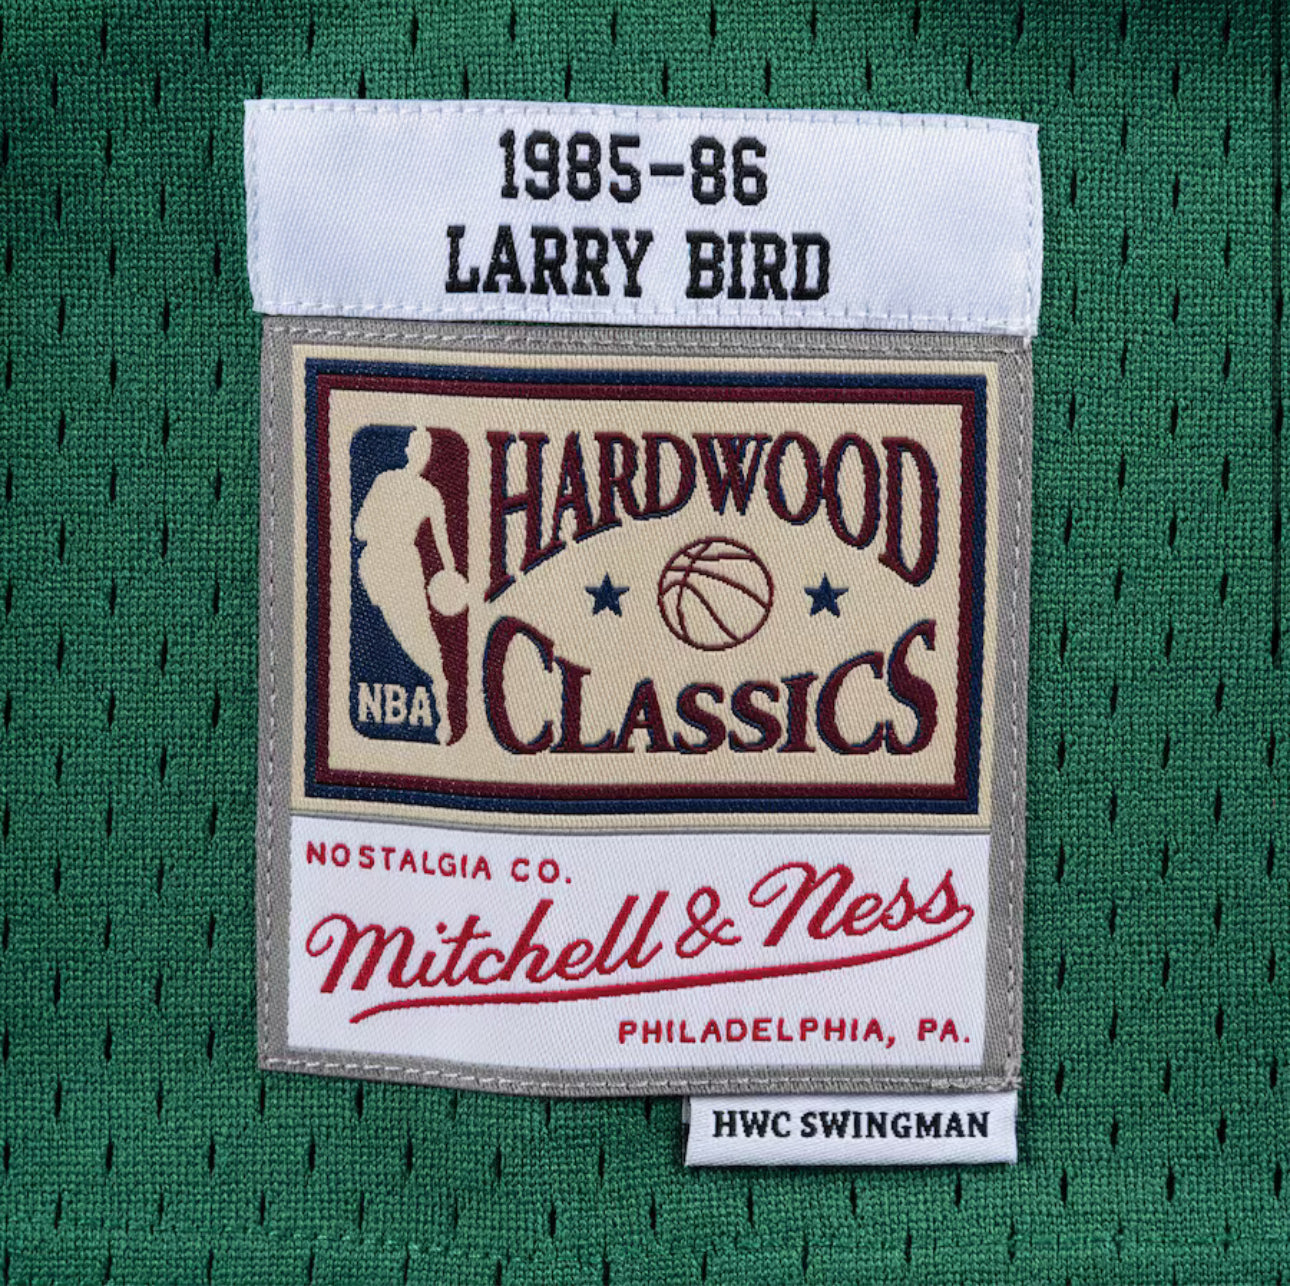 1985-86
LARRY BIRD
HARDWOOD
CLASSICS
NBA
NOSTALGIA CO.
Mitchell & Ness
PHILADELPHIA, PA.
HWC SWINGMAN